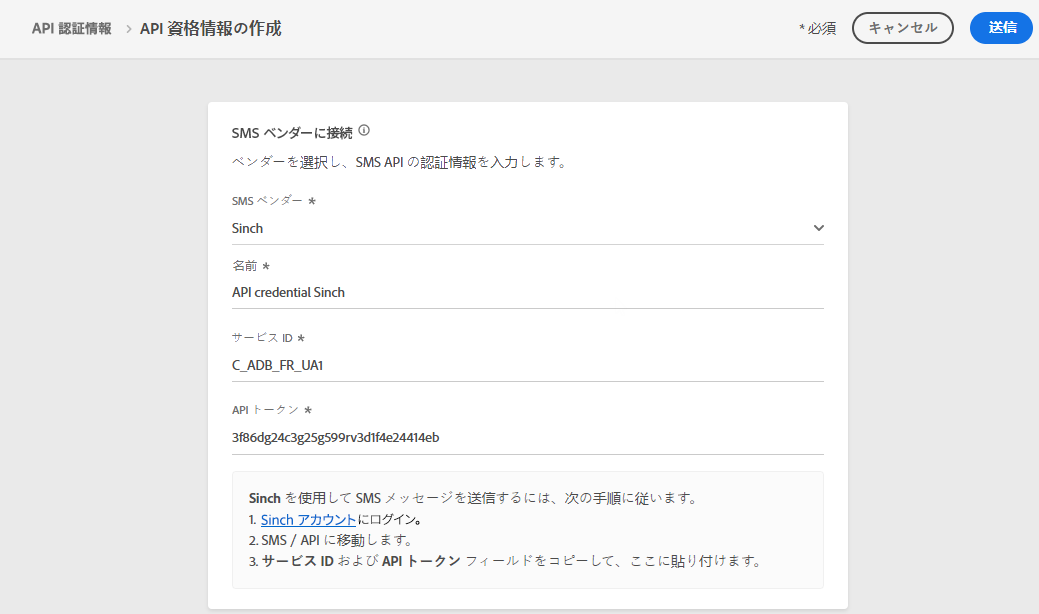 API 認証情報 > API 資格情報の作成
* 必須 キャンセル 送信
SMS ベンダーに接続
ベンダーを選択し、SMS API の認証情報を入力します。
SMS ベンダー *
Sinch
名前 *
API credential Sinch
サービス ID *
C_ADB_FR_UA1
API トークン *
3f86dg24c3g25g599rv3d1f4e24414eb
Sinch を使用して SMS メッセージを送信するには、次の手順に従います。
1. Sinch アカウントにログイン。
2. SMS / API に移動します。
3. サービス ID および API トークン フィールドをコピーして、ここに貼り付けます。